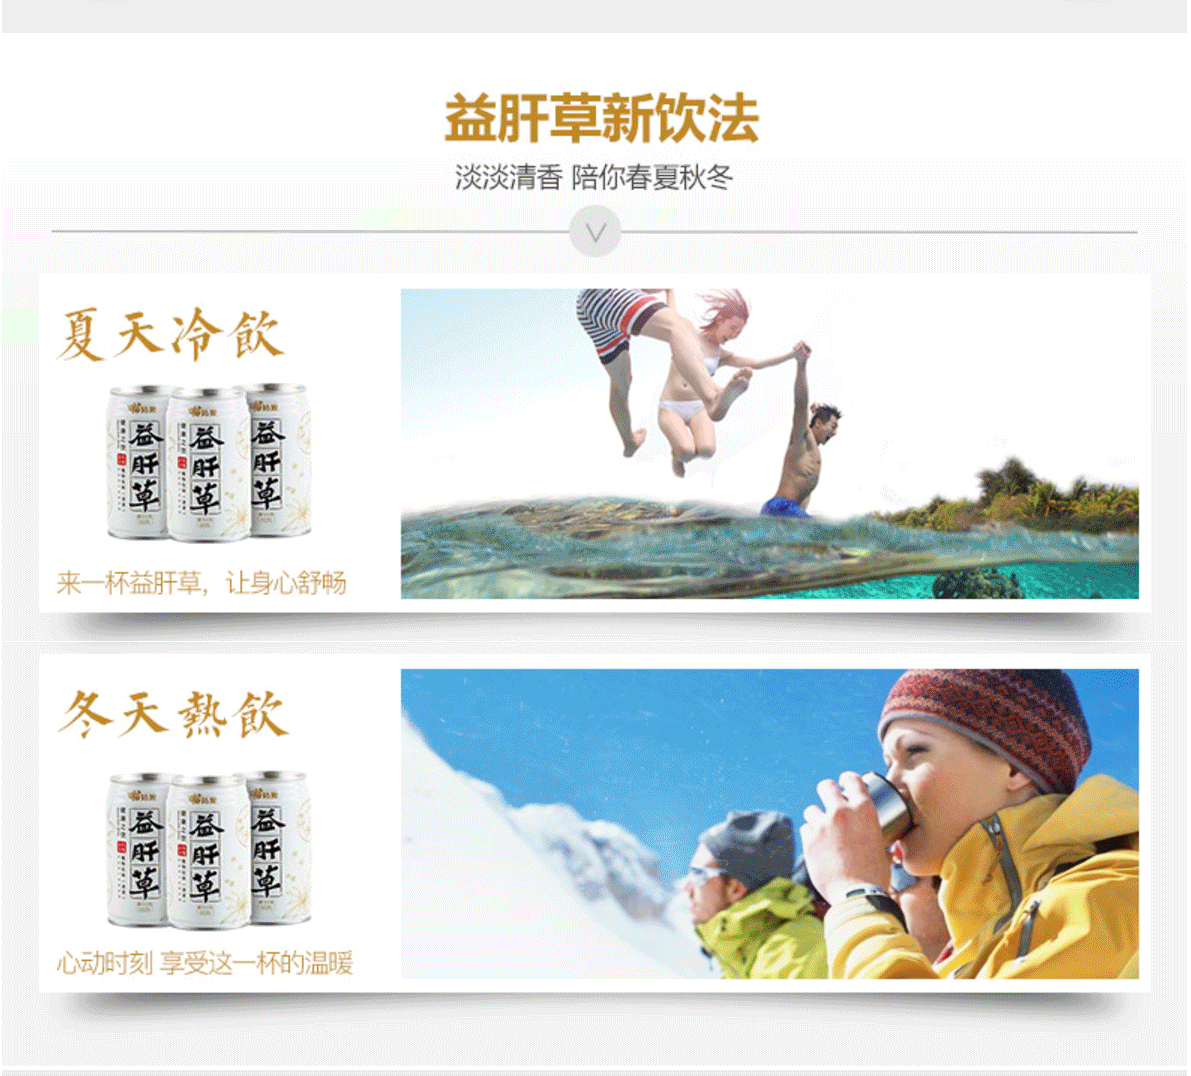 益肝草新饮法
淡淡清香 陪你春夏秋冬
夏天冷飲
益肝草
益肝草
益肝草
来一杯益肝草，让身心舒畅
冬天熱飲
益肝草
益肝草
益肝草
心动时刻 享受这一杯的温暖